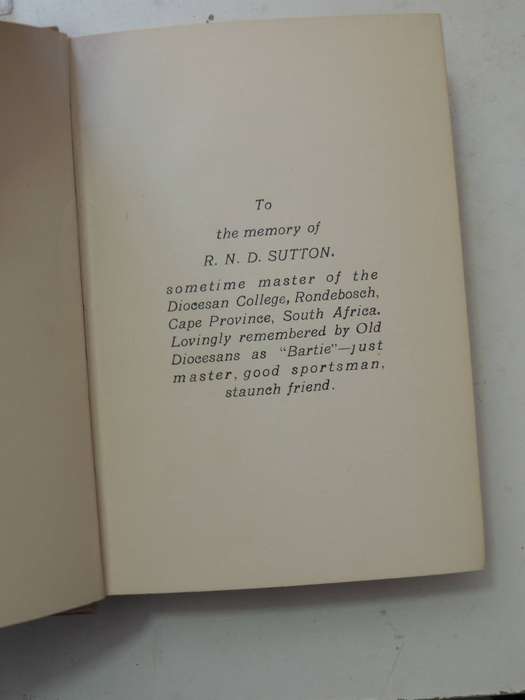 To
the memory of
R. N. D. SUTTON.
sometime master of the
Diocesan College, Rondebosch,
Cape Province, South Africa.
Lovingly remembered by Old
Diocesans as "Bartie"—just
master, good sportsman,
staunch friend.